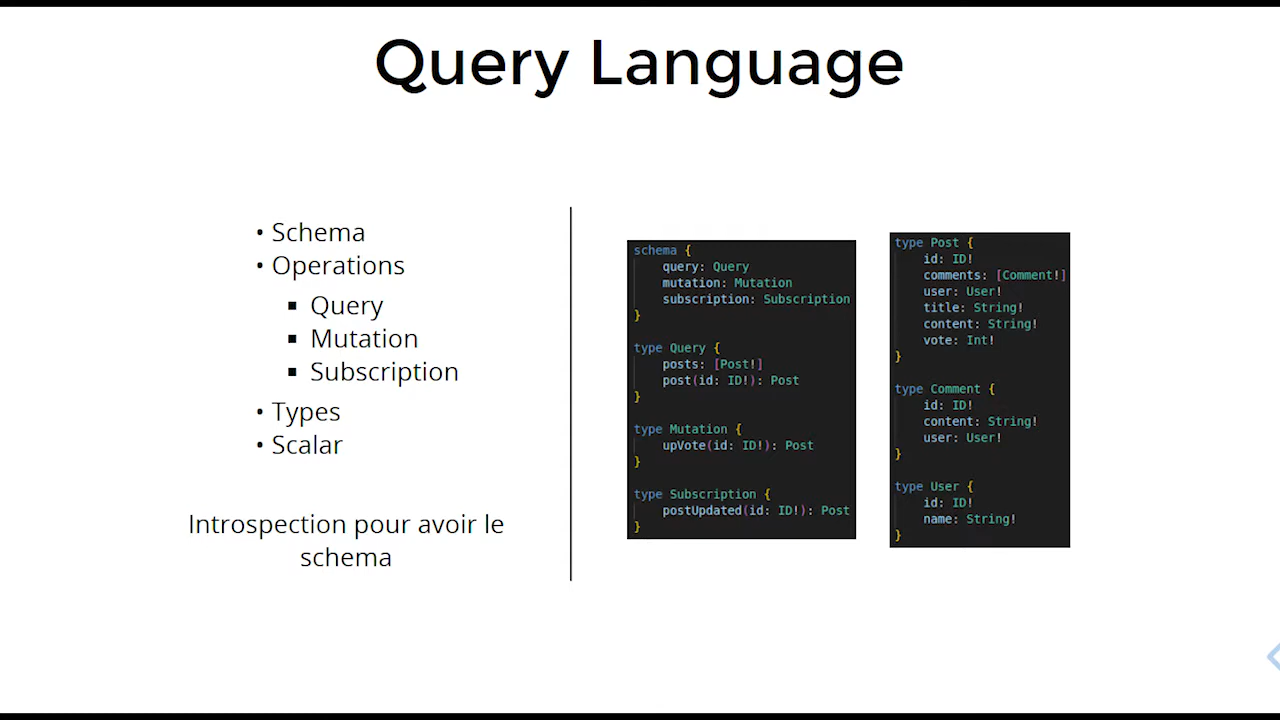 Query Language
• Schema
• Operations
▪ Query
▪ Mutation
▪ Subscription
• Types
• Scalar
Introspection pour avoir le
schema
schema {
query: Query
mutation: Mutation
subscription: Subscription
}
type Query {
posts: [Post!]
post(id: ID!): Post
}
type Mutation {
upVote(id: ID!): Post
}
type Subscription {
postUpdated(id: ID!): Post
}
type Post {
id: ID!
comments: [Comment!]
user: User!
title: String!
content: String!
vote: Int!
}
type Comment {
id: ID!
content: String!
user: User!
}
type User {
id: ID!
name: String!
}